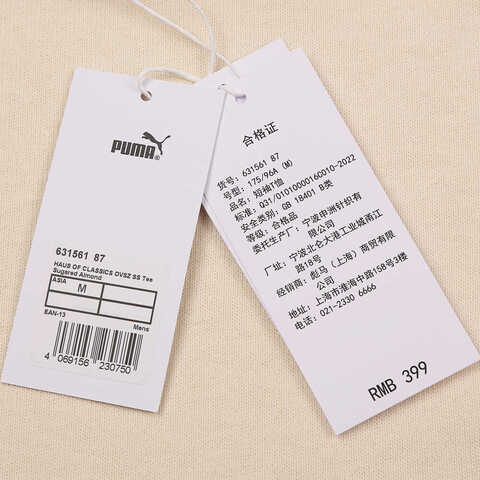 PUMA
631561 87
HAUS OF CLASSICS OVSZ SS Tee
Sugared Almond
ASIA
M
EAN-13
Mens
4 069156 230750
合格证
货号: 631561 87
号型: 175/96A (M)
品名: 短袖T恤
标准: Q31/0101000160010-2022
安全类别: GB 18401 B类
等级: 合格品
委托生产厂: 宁波申洲针织有
限公司
厂址: 宁波北仑大港工业城甬江
路18号
经销商: 彪马（上海）商贸有限
公司
地址: 上海市淮海中路158号3楼
电话: 021-2330 6666
RMB 399